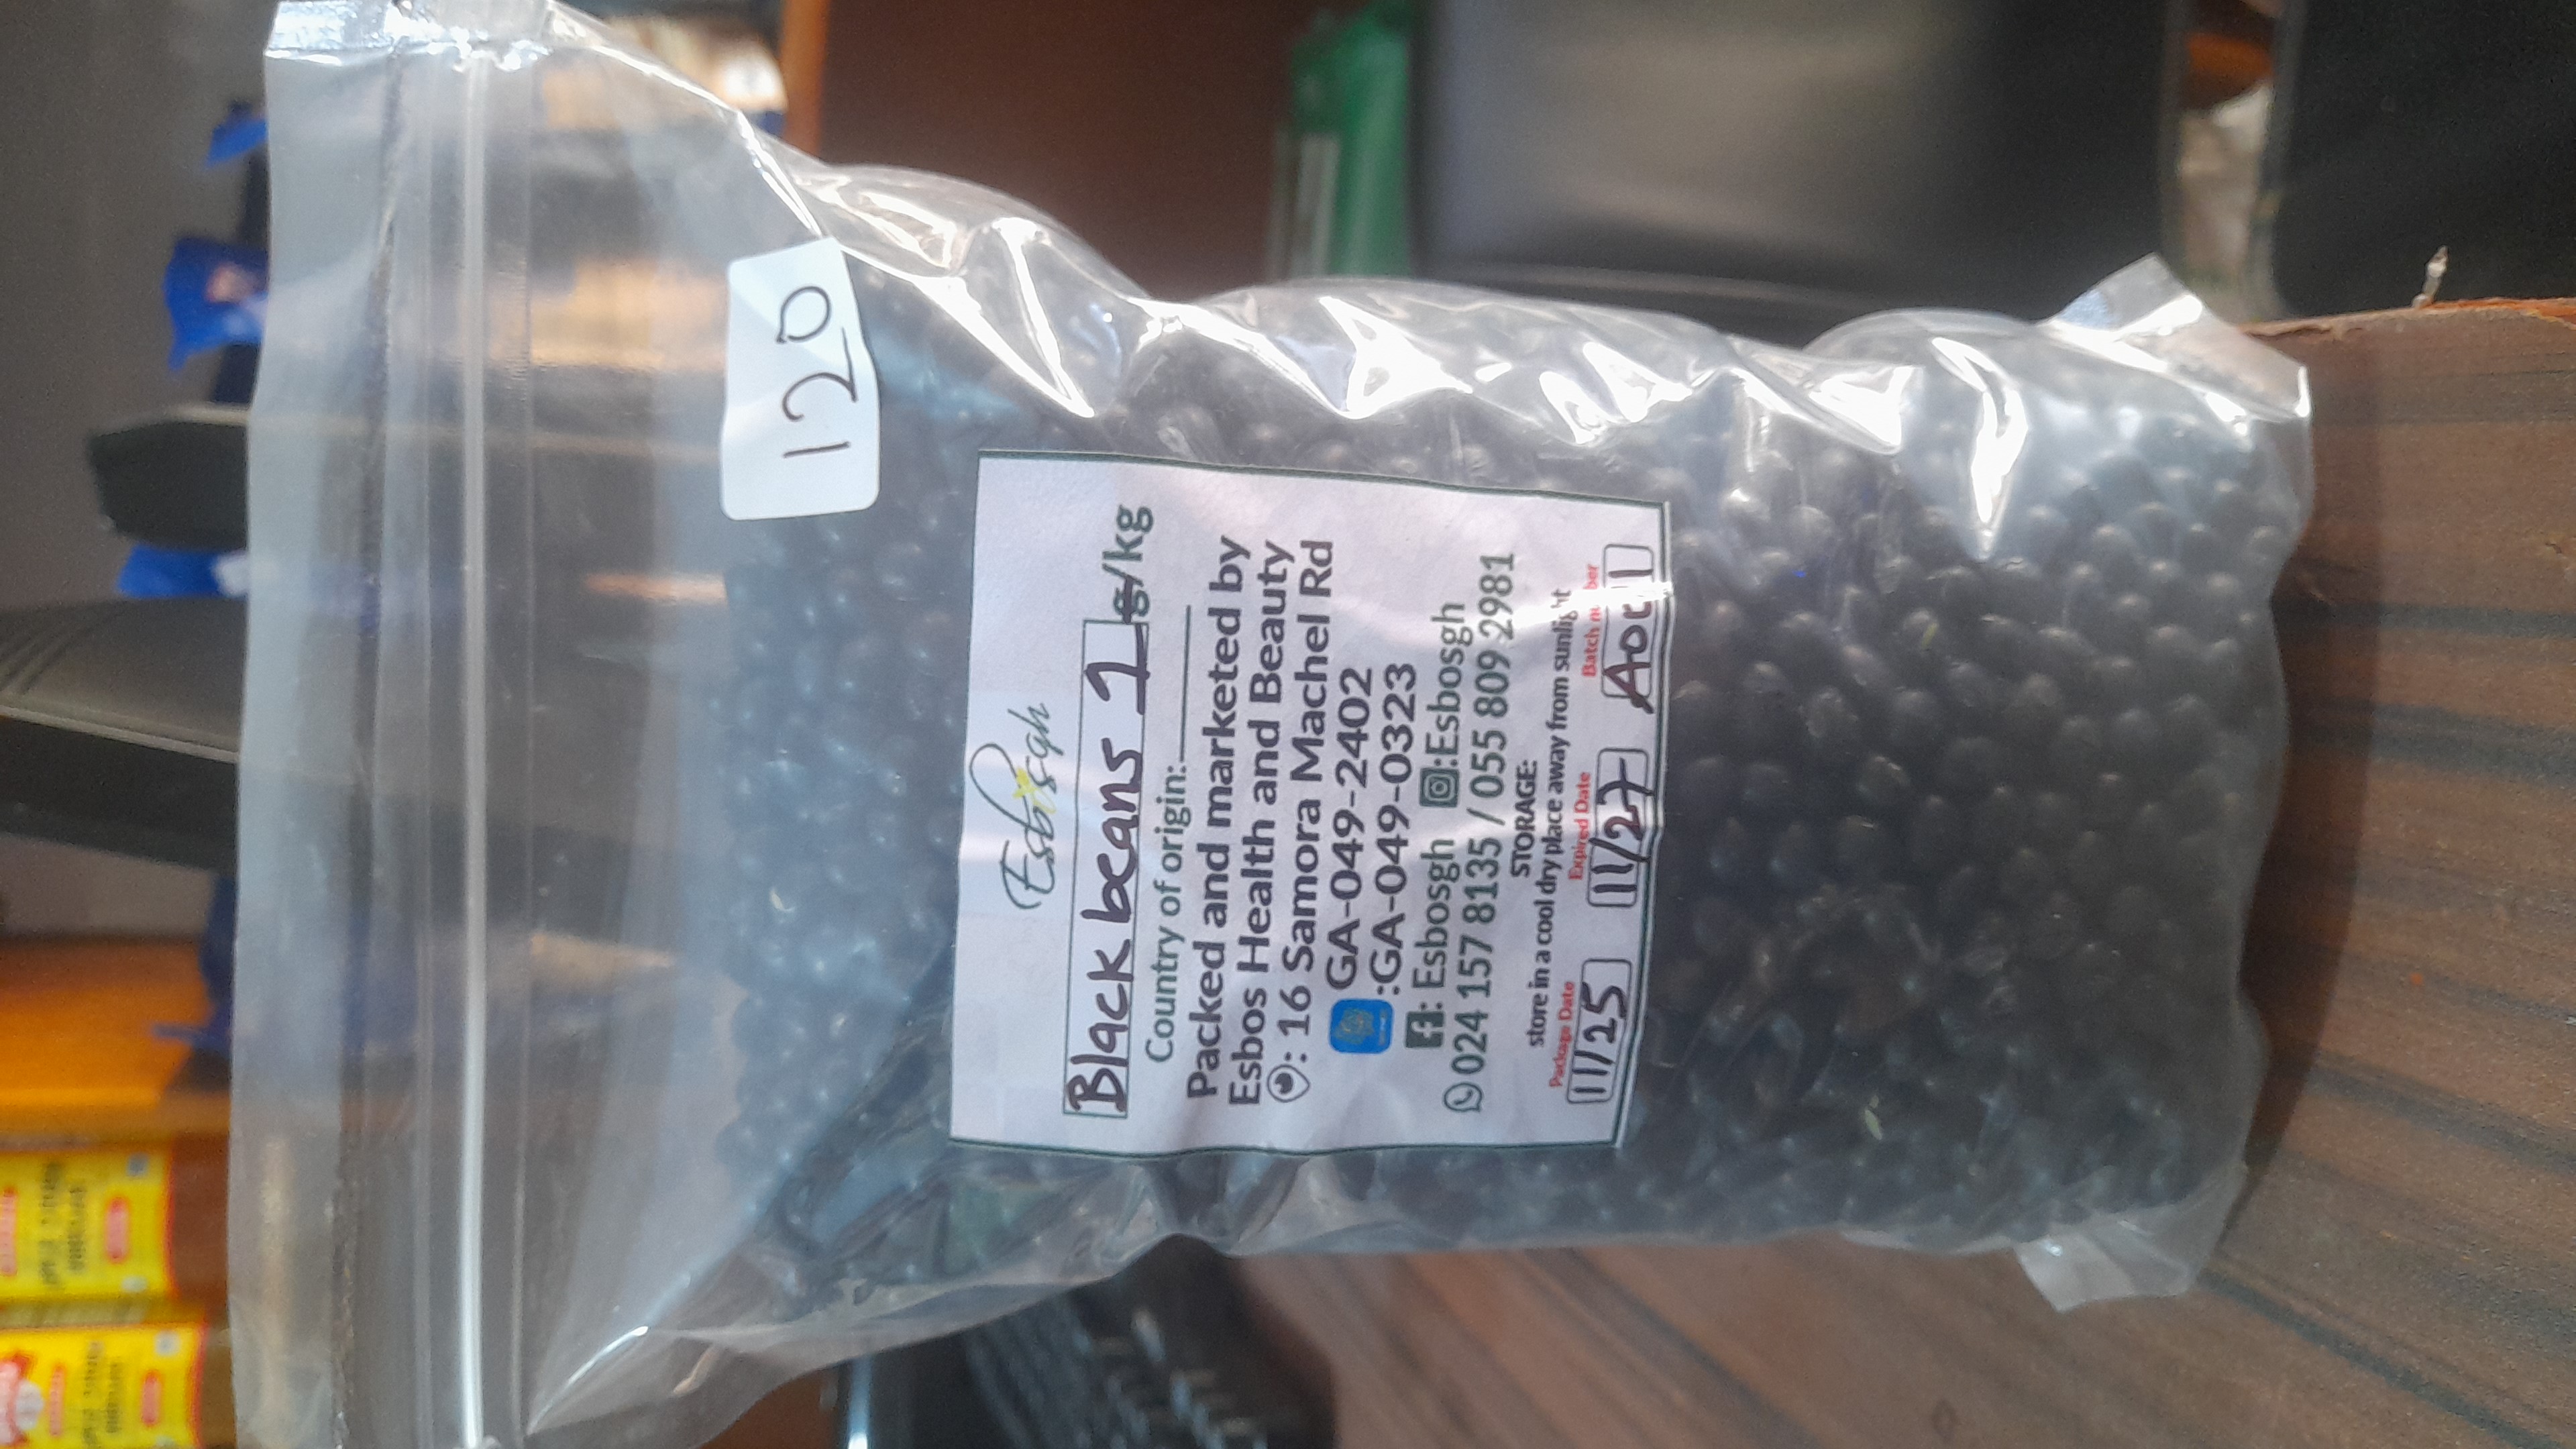 120
Esbosgh
Black beans 1 g/kg
Country of origin:
Packed and marketed by
Esbos Health and Beauty
: 16 Samora Machel Rd
GA-049-2402
:GA-049-0323
f: Esbosgh :Esbosgh
024 157 8135 / 055 809 2981
STORAGE:
store in a cool dry place away from sunlight
Package Date Expired Date Batch number
11/25 11/27